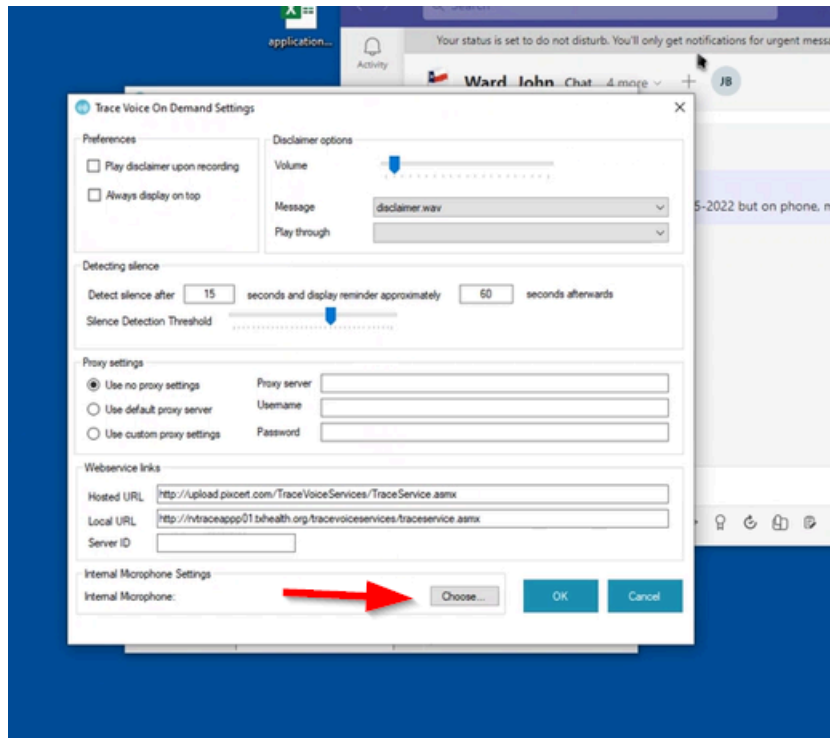 Search
application...
Your status is set to do not disturb. You'll only get notifications for urgent messa
Activity
Ward, John Chat 4 more
JB
Trace Voice On Demand Settings
Preferences
Play disclaimer upon recording
Always display on top
Disclaimer options
Volume
Message disclaimer.wav
Play through
5-2022 but on phone, m
Detecting silence
Detect silence after 15 seconds and display reminder approximately 60 seconds afterwards
Silence Detection Threshold
Proxy settings
Use no proxy settings Proxy server
Use default proxy server Username
Use custom proxy settings Password
Webservice links
Hosted URL http://upload.pixcert.com/TraceVoiceServices/TraceService.asmx
Local URL http://rvtraceappp01.txhealth.org/tracevoiceservices/traceservice.asmx
Server ID
Internal Microphone Settings
Internal Microphone: Choose... OK Cancel